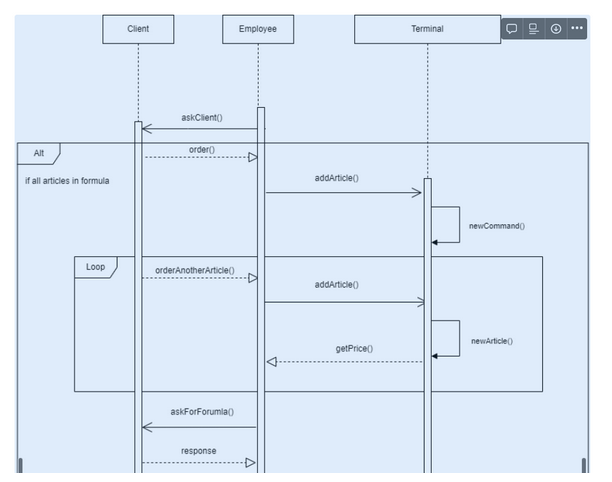 Client
Employee
Terminal
askClient()
Alt
order()
if all articles in formula
addArticle()
newCommand()
Loop
orderAnotherArticle()
addArticle()
newArticle()
getPrice()
askForForumla()
response